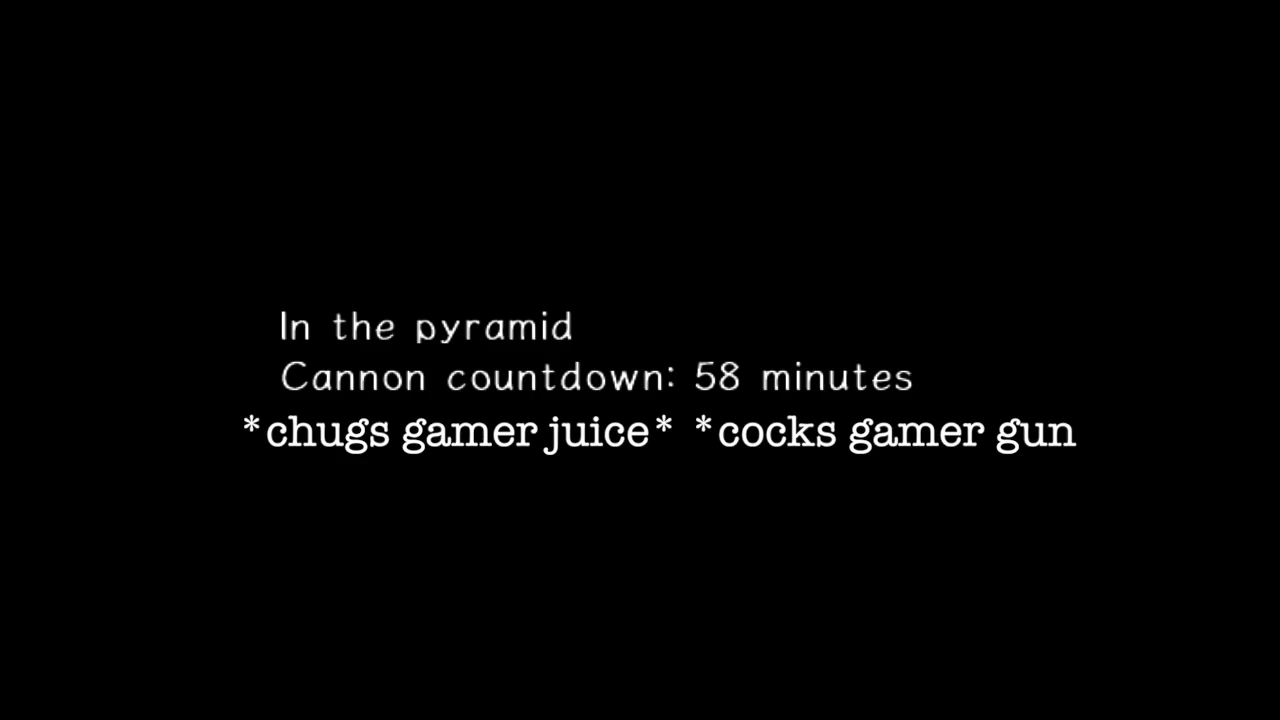 In the pyramid
Cannon countdown: 58 minutes
*chugs gamer juice* *cocks gamer gun